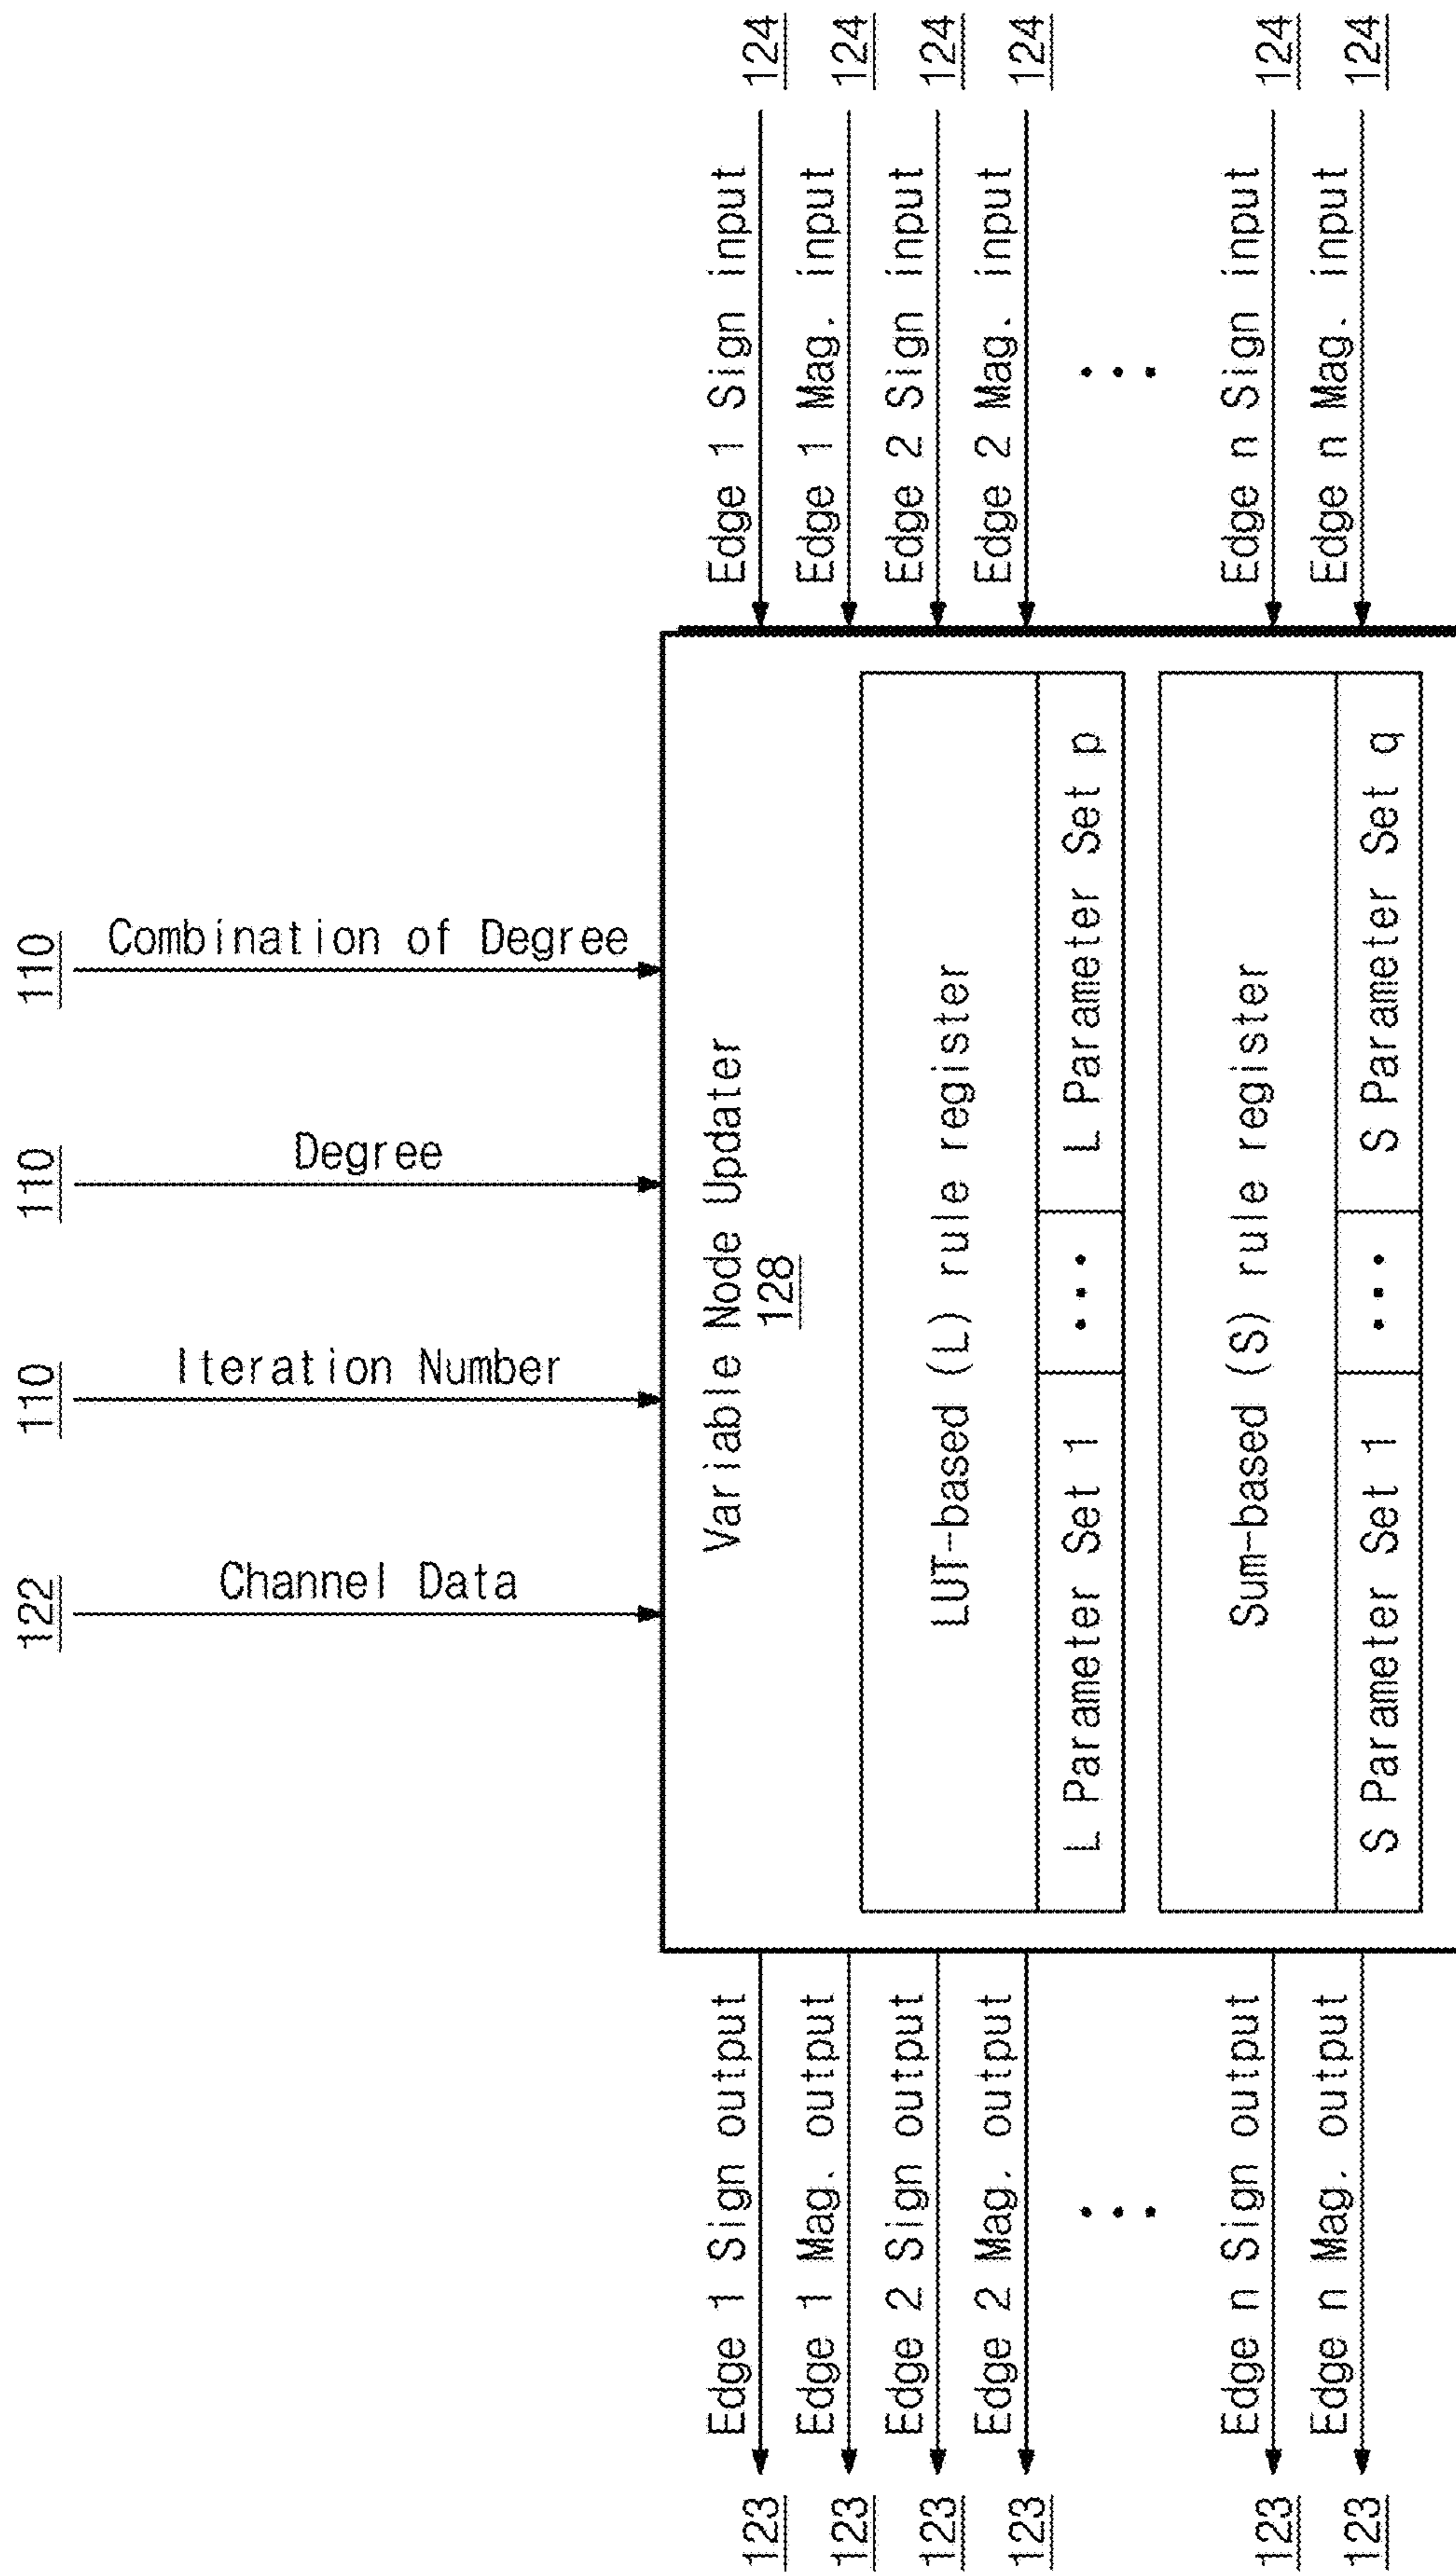 122
Channel Data
110
Iteration Number
110
Degree
110
Combination of Degree
Variable Node Updater
128
LUT-based (L) rule register
L Parameter Set 1
•••
L Parameter Set p
Sum-based (S) rule register
S Parameter Set 1
•••
S Parameter Set q
123
Edge 1 Sign output
123
Edge 1 Mag. output
123
Edge 2 Sign output
123
Edge 2 Mag. output
•••
123
Edge n Sign output
123
Edge n Mag. output
Edge 1 Sign input
124
Edge 1 Mag. input
124
Edge 2 Sign input
124
Edge 2 Mag. input
124
•••
Edge n Sign input
124
Edge n Mag. input
124